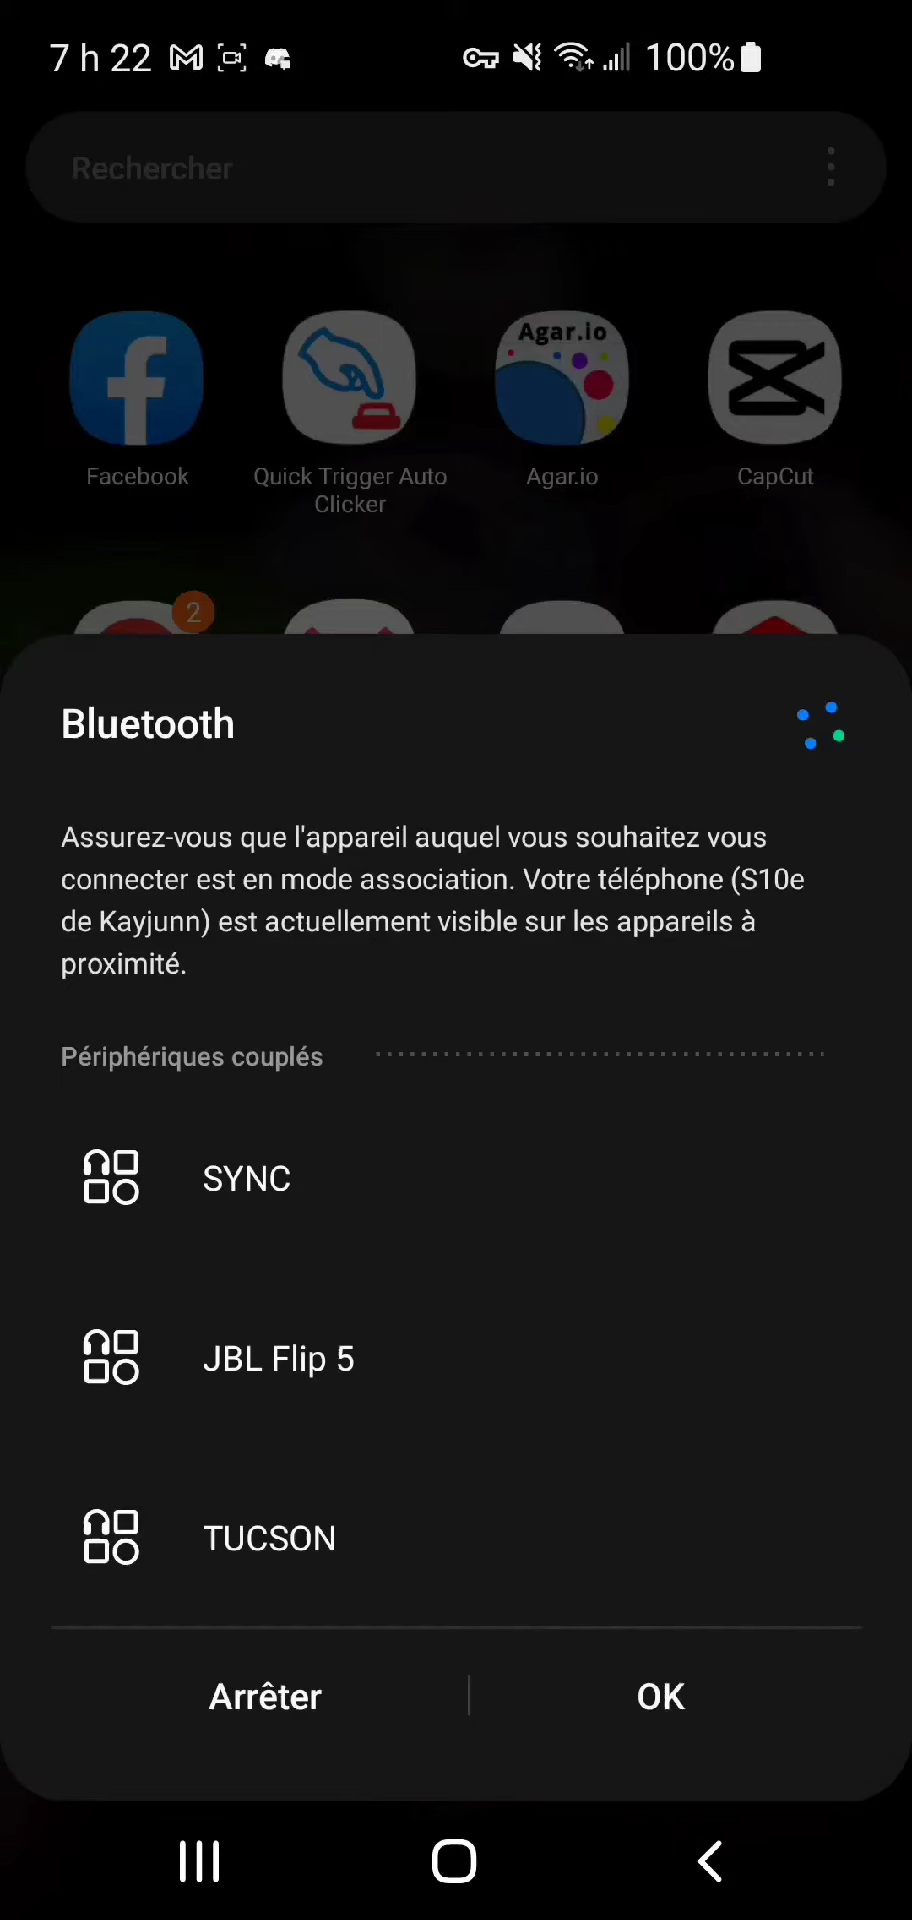 7 h 22
100%
Rechercher
Agar.io
Facebook
Quick Trigger Auto
Clicker
Agar.io
CapCut
2
Bluetooth
Assurez-vous que l'appareil auquel vous souhaitez vous
connecter est en mode association. Votre téléphone (S10e
de Kayjunn) est actuellement visible sur les appareils à
proximité.
Périphériques couplés
SYNC
JBL Flip 5
TUCSON
Arrêter
OK